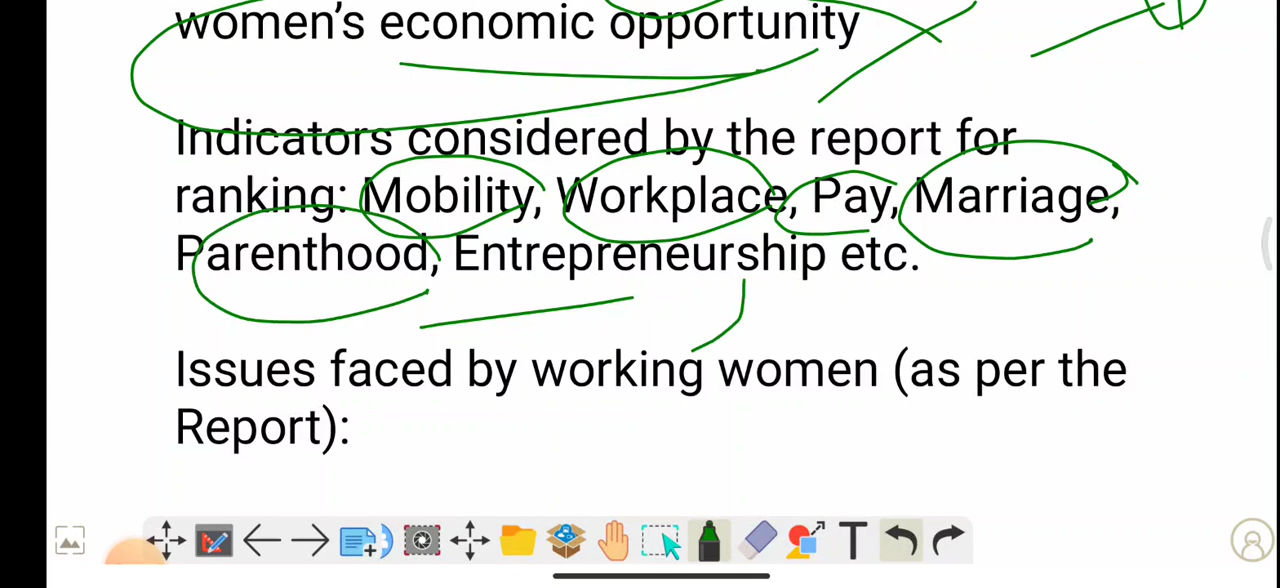 women’s economic opportunity
Indicators considered by the report for
ranking: Mobility, Workplace, Pay, Marriage,
Parenthood, Entrepreneurship etc.
Issues faced by working women (as per the
Report):